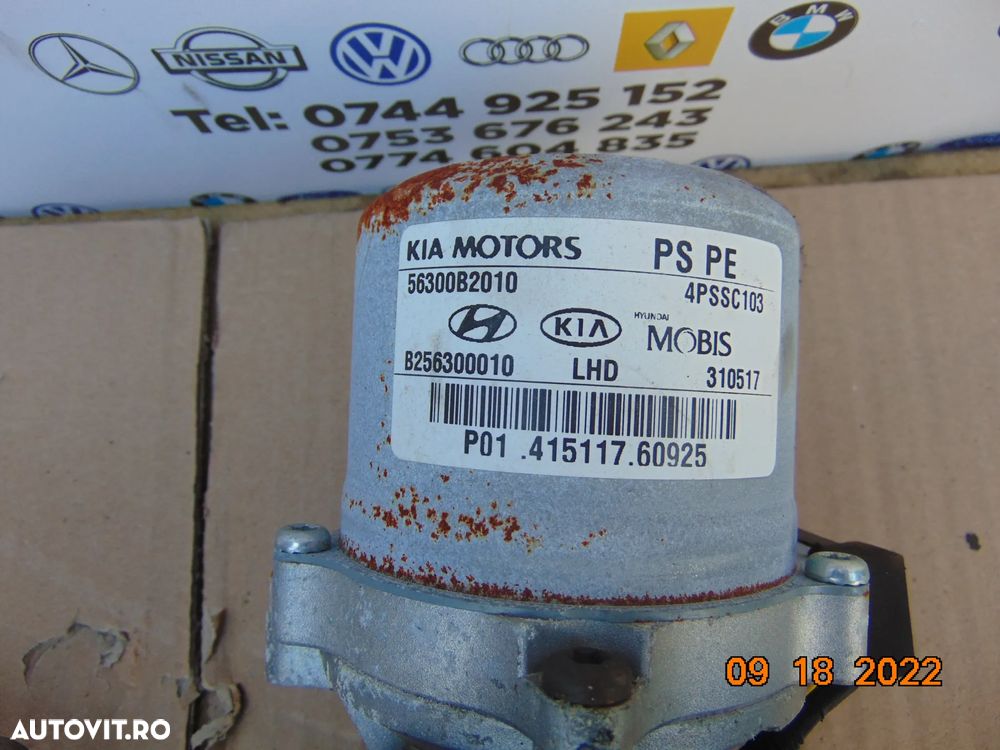 NISSAN
BMW
Tel: 0744 925 152
0753 676 243
0774 604 835
KIA MOTORS PS PE
56300B2010 4PSSC103
KIA HYUNDAI MOBIS
B256300010 LHD 310517
P01 .415117.60925
09 18 2022
AUTOVIT.RO